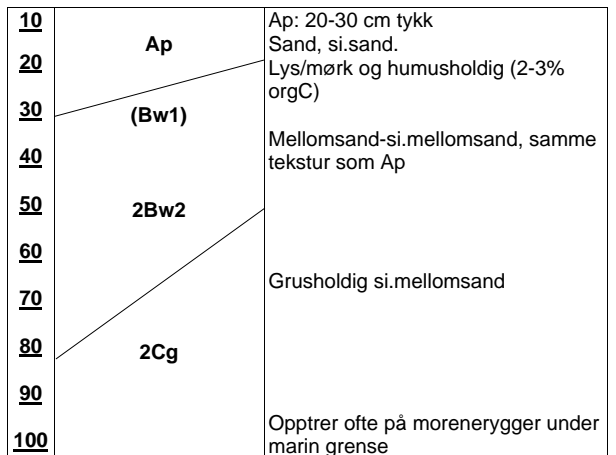 10
Ap
Ap: 20-30 cm tykk
Sand, si.sand.
20
Lys/mørk og humusholdig (2-3%
orgC)
30
(Bw1)
Mellomsand-si.mellomsand, samme
40
tekstur som Ap
50
2Bw2
60
Grusholdig si.mellomsand
70
80
2Cg
90
Opptrer ofte på morenerygger under
100
marin grense